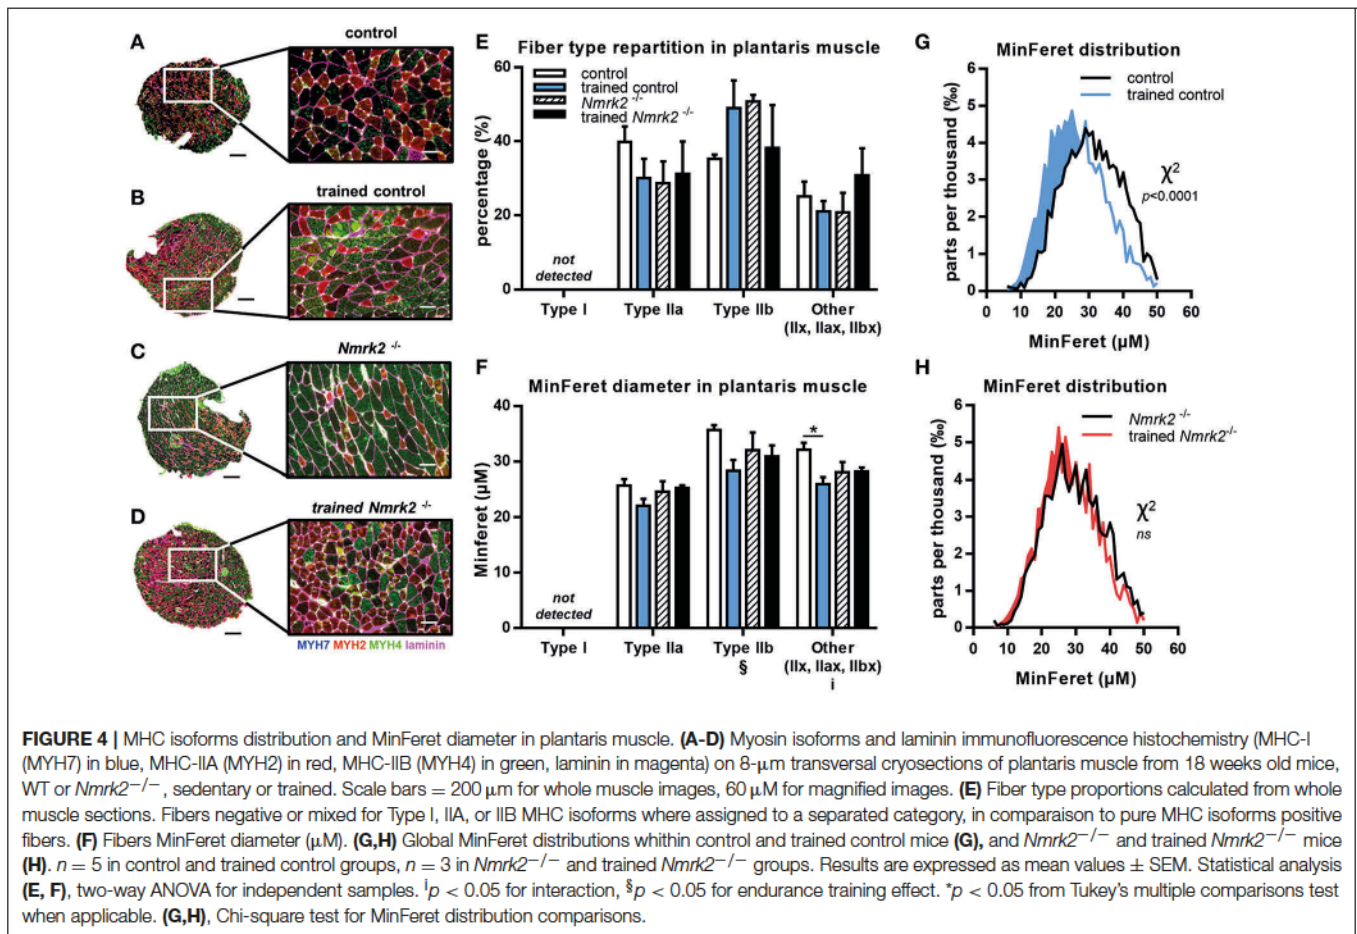 A
control
B
trained control
C
Nmrk2 -/-
D
trained Nmrk2 -/-
MYH7 MYH2 MYH4 laminin
E
Fiber type repartition in plantaris muscle
control
trained control
Nmrk2 -/-
trained Nmrk2 -/-
percentage (%)
60
40
20
0
not
detected
Type I
Type IIa
Type IIb
Other
(IIx, IIax, IIbx)
F
MinFeret diameter in plantaris muscle
Minferet (µM)
40
30
20
10
0
*
not
detected
Type I
Type IIa
Type IIb
§
Other
(IIx, IIax, IIbx)
i
G
MinFeret distribution
control
trained control
parts per thousand (‰)
6
5
4
3
2
1
0
χ2
p<0.0001
0 10 20 30 40 50 60
MinFeret (µM)
H
MinFeret distribution
Nmrk2 -/-
trained Nmrk2-/-
parts per thousand (‰)
6
5
4
3
2
1
0
χ2
ns
0 10 20 30 40 50 60
MinFeret (µM)
FIGURE 4 | MHC isoforms distribution and MinFeret diameter in plantaris muscle. (A-D) Myosin isoforms and laminin immunofluorescence histochemistry (MHC-I
(MYH7) in blue, MHC-IIA (MYH2) in red, MHC-IIB (MYH4) in green, laminin in magenta) on 8-µm transversal cryosections of plantaris muscle from 18 weeks old mice,
WT or Nmrk2−/−, sedentary or trained. Scale bars = 200 µm for whole muscle images, 60 µM for magnified images. (E) Fiber type proportions calculated from whole
muscle sections. Fibers negative or mixed for Type I, IIA, or IIB MHC isoforms where assigned to a separated category, in comparaison to pure MHC isoforms positive
fibers. (F) Fibers MinFeret diameter (µM). (G,H) Global MinFeret distributions whithin control and trained control mice (G), and Nmrk2−/− and trained Nmrk2−/− mice
(H). n = 5 in control and trained control groups, n = 3 in Nmrk2−/− and trained Nmrk2−/− groups. Results are expressed as mean values ± SEM. Statistical analysis
(E, F), two-way ANOVA for independent samples. ip < 0.05 for interaction, §p < 0.05 for endurance training effect. *p < 0.05 from Tukey's multiple comparisons test
when applicable. (G,H), Chi-square test for MinFeret distribution comparisons.